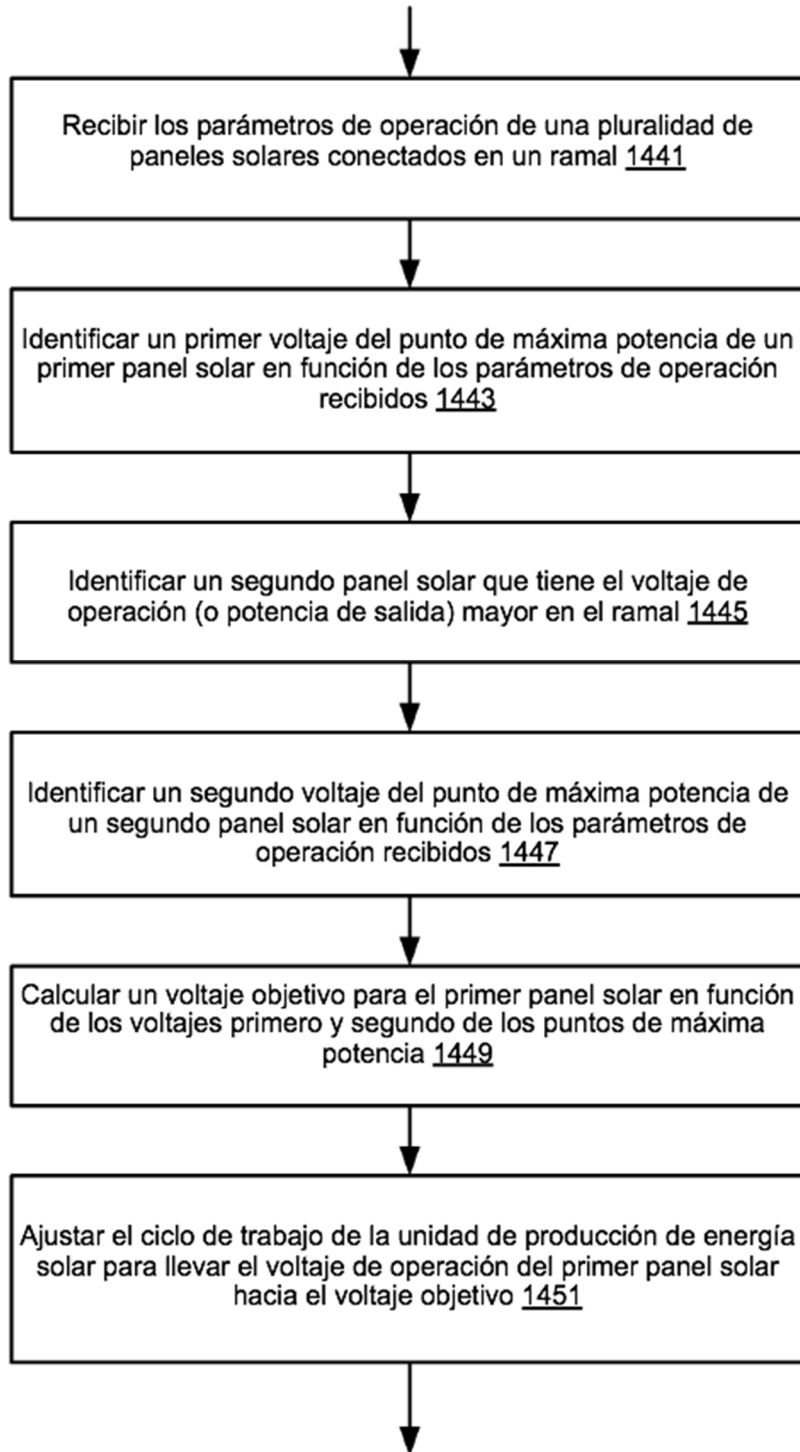 Recibir los parámetros de operación de una pluralidad de
paneles solares conectados en un ramal 1441
Identificar un primer voltaje del punto de máxima potencia de un
primer panel solar en función de los parámetros de operación
recibidos 1443
Identificar un segundo panel solar que tiene el voltaje de
operación (o potencia de salida) mayor en el ramal 1445
Identificar un segundo voltaje del punto de máxima potencia de
un segundo panel solar en función de los parámetros de
operación recibidos 1447
Calcular un voltaje objetivo para el primer panel solar en función
de los voltajes primero y segundo de los puntos de máxima
potencia 1449
Ajustar el ciclo de trabajo de la unidad de producción de energía
solar para llevar el voltaje de operación del primer panel solar
hacia el voltaje objetivo 1451